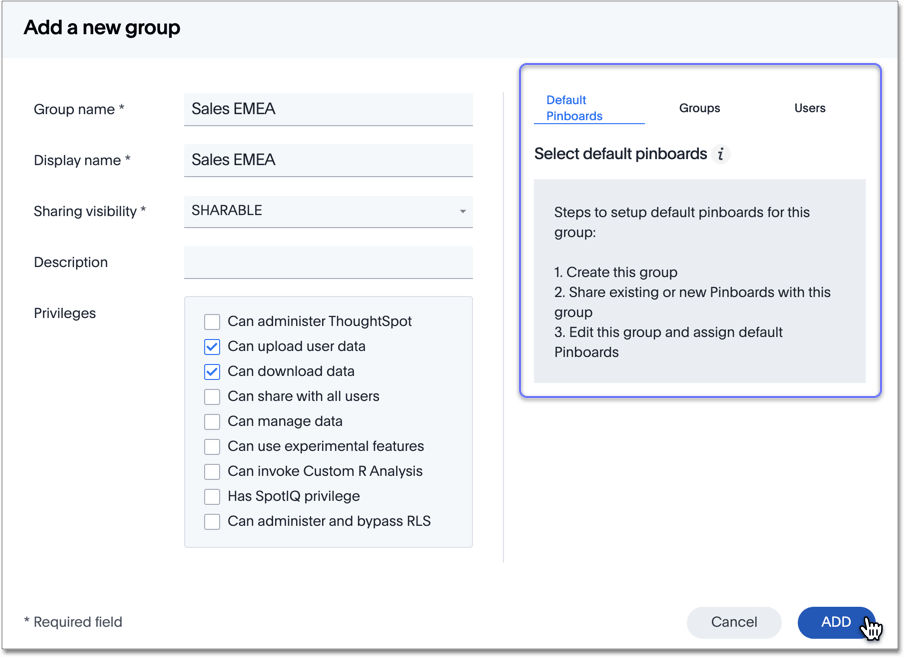 Add a new group
Group name *
Sales EMEA
Display name *
Sales EMEA
Sharing visibility *
SHARABLE
Description
Privileges
Can administer ThoughtSpot
Can upload user data
Can download data
Can share with all users
Can manage data
Can use experimental features
Can invoke Custom R Analysis
Has SpotIQ privilege
Can administer and bypass RLS
Default
Pinboards
Groups
Users
Select default pinboards i
Steps to setup default pinboards for this
group:
1. Create this group
2. Share existing or new Pinboards with this
group
3. Edit this group and assign default
Pinboards
* Required field
Cancel
ADD